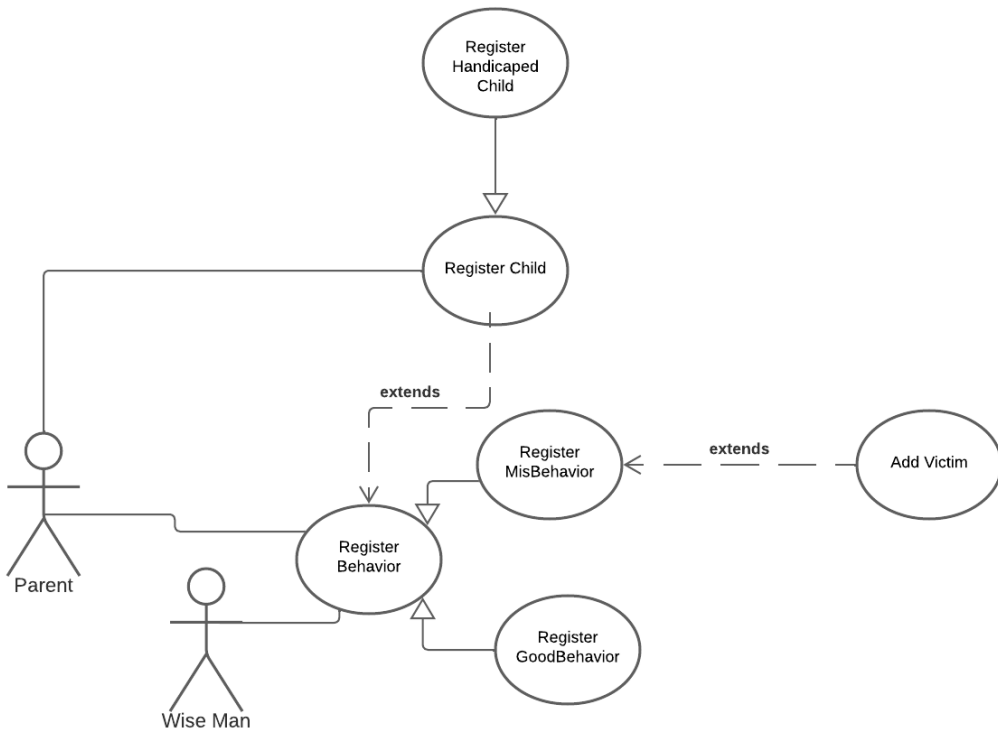 Register
Handicaped
Child
Register Child
extends
Register
MisBehavior
extends
Add Victim
Register
Behavior
Parent
Register
GoodBehavior
Wise Man